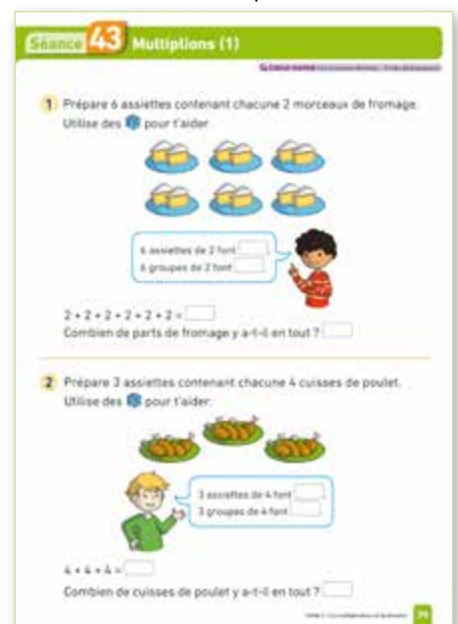 Séance 43 Multiplions (1)
1 Prépare 6 assiettes contenant chacune 2 morceaux de fromage.
Utilise des pour t'aider.
6 assiettes de 2 font
6 groupes de 2 font
2 + 2 + 2 + 2 + 2 + 2 =
Combien de parts de fromage y a-t-il en tout ?
2 Prépare 3 assiettes contenant chacune 4 cuisses de poulet.
Utilise des pour t'aider.
3 assiettes de 4 font
3 groupes de 4 font
4 + 4 + 4 =
Combien de cuisses de poulet y a-t-il en tout ?
79